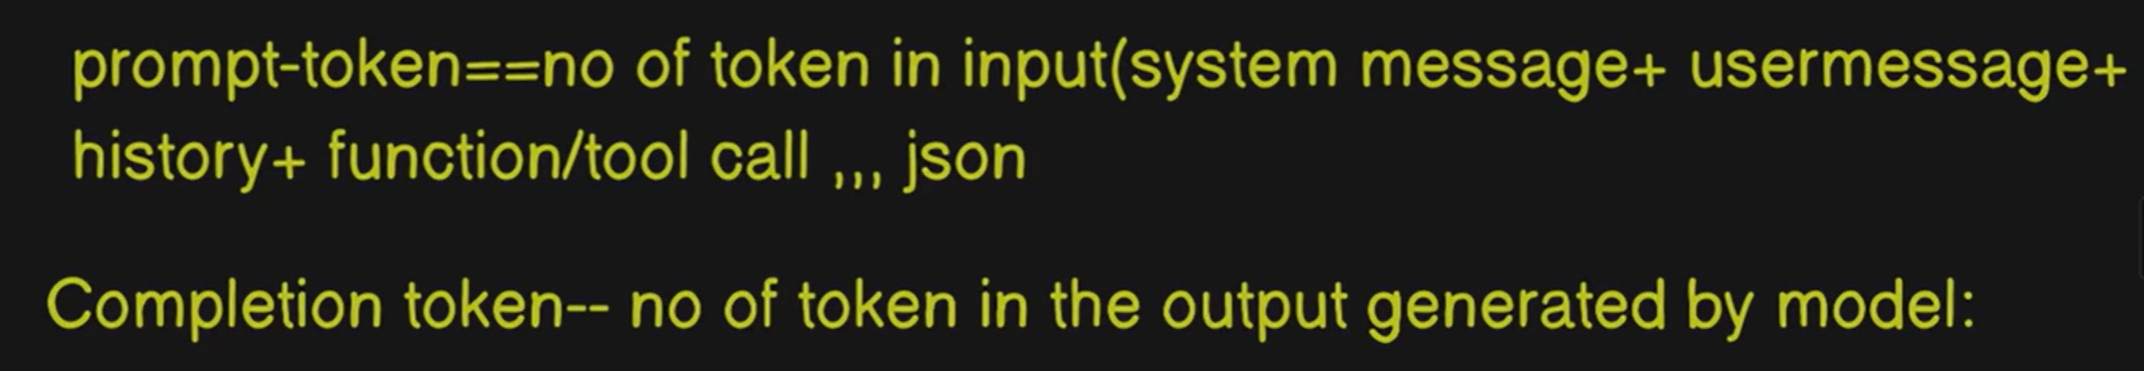 prompt-token==no of token in input(system message+ usermessage+
history+ function/tool call ,,, json
Completion token-- no of token in the output generated by model: